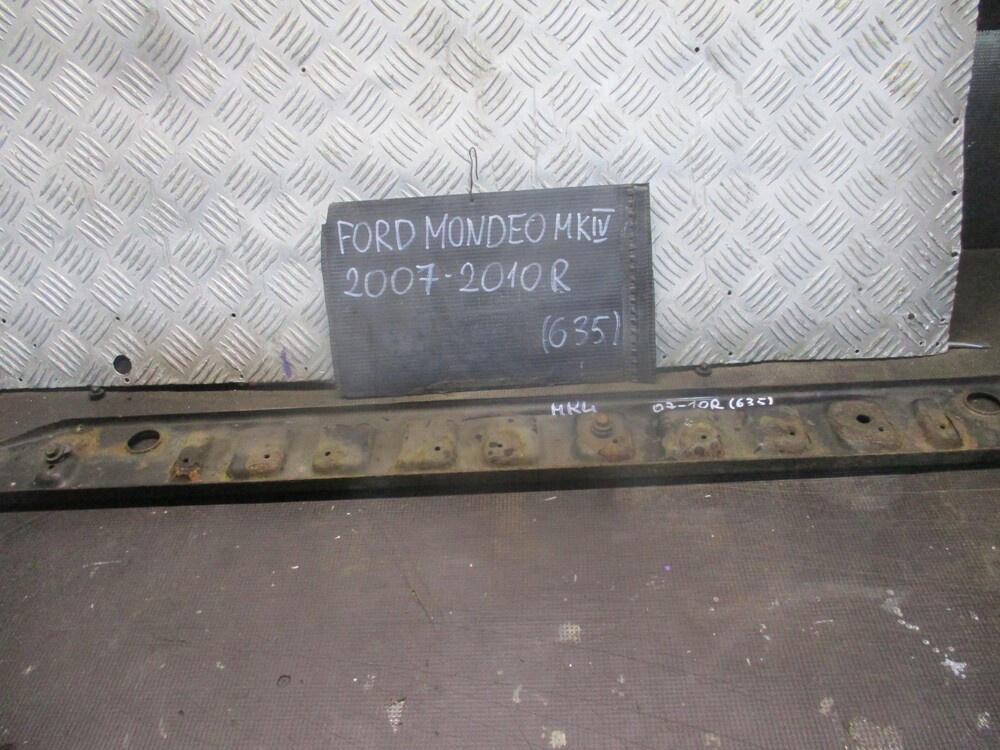 FORD MONDEO MKIV
2007-2010R
(635)
MK4 07-10R (635)